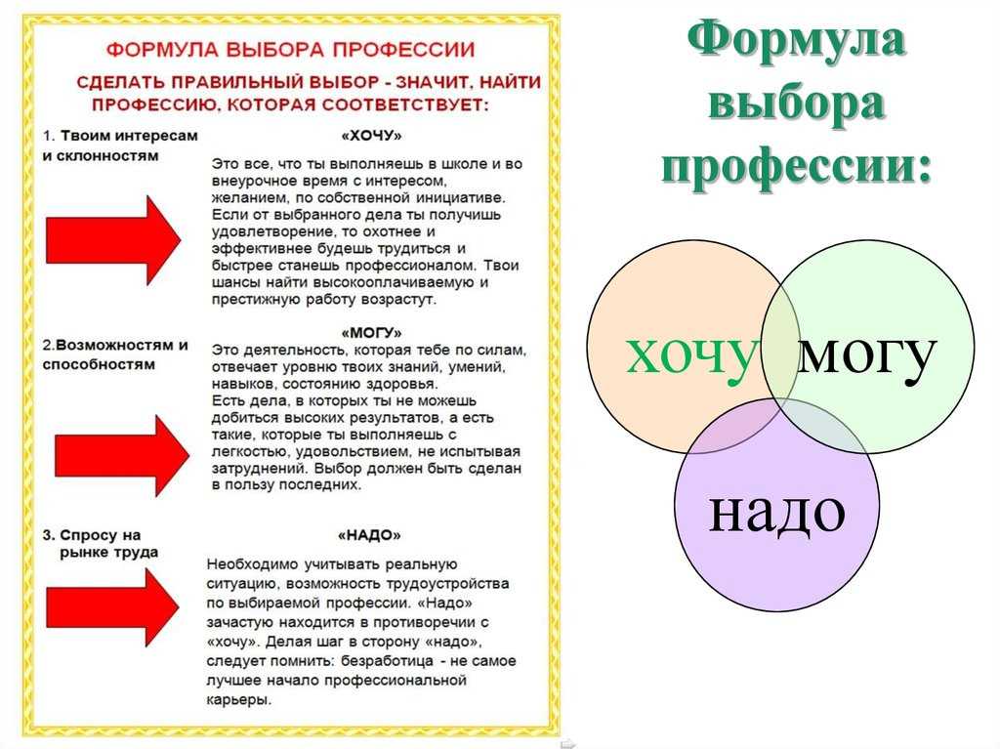 ФОРМУЛА ВЫБОРА ПРОФЕССИИ
СДЕЛАТЬ ПРАВИЛЬНЫЙ ВЫБОР - ЗНАЧИТ, НАЙТИ
ПРОФЕССИЮ, КОТОРАЯ СООТВЕТСТВУЕТ:
1. Твоим интересам
и склонностям
«ХОЧУ»
Это все, что ты выполняешь в школе и во
внеурочное время с интересом,
желанием, по собственной инициативе.
Если от выбранного дела ты получишь
удовлетворение, то охотнее и
эффективнее будешь трудиться и
быстрее станешь профессионалом. Твои
шансы найти высокооплачиваемую и
престижную работу возрастут.
2.Возможностям и
способностям
«МОГУ»
Это деятельность, которая тебе по силам,
отвечает уровню твоих знаний, умений,
навыков, состоянию здоровья.
Есть дела, в которых ты не можешь
добиться высоких результатов, а есть
такие, которые ты выполняешь с
легкостью, удовольствием, не испытывая
затруднений. Выбор должен быть сделан
в пользу последних.
3. Спросу на
рынке труда
«НАДО»
Необходимо учитывать реальную
ситуацию, возможность трудоустройства
по выбираемой профессии. «Надо»
зачастую находится в противоречии с
«хочу». Делая шаг в сторону «надо»,
следует помнить: безработица - не самое
лучшее начало профессиональной
карьеры.
Формула
выбора
профессии:
хочу
могу
надо